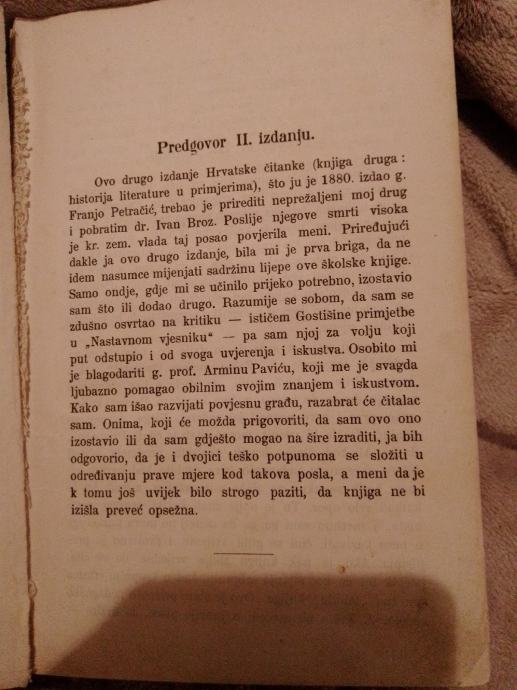 Predgovor II. izdanju.
Ovo drugo izdanje Hrvatske čitanke (knjiga druga:
historija literature u primjerima), što ju je 1880. izdao g.
Franjo Petračić, trebao je prirediti neprežaljeni moj drug
i pobratim dr. Ivan Broz. Poslije njegove smrti visoka
je kr. zem. vlada taj posao povjerila meni. Priređujući
dakle ja ovo drugo izdanje, bila mi je prva briga, da ne
idem nasumce mijenjati sadržinu lijepe ove školske knjige.
Samo ondje, gdje mi se učinilo prijeko potrebno, izostavio
sam što ili dodao drugo. Razumije se sobom, da sam se
zdušno osvrtao na kritiku — ističem Gostišine primjetbe
u „Nastavnom vjesniku“ — pa sam njoj za volju koji
put odstupio i od svoga uvjerenja i iskustva. Osobito mi
je blagodariti g. prof. Arminu Paviću, koji me je svagda
ljubazno pomagao obilnim svojim znanjem i iskustvom.
Kako sam išao razvijati povjesnu građu, razabrat će čitalac
sam. Onima, koji će možda prigovoriti, da sam ovo ono
izostavio ili da sam gdješto mogao na šire izraditi, ja bih
odgovorio, da je i dvojici teško potpunoma se složiti u
određivanju prave mjere kod takova posla, a meni da je
k tomu još uvijek bilo strogo paziti, da knjiga ne bi
izišla preveć opsežna.